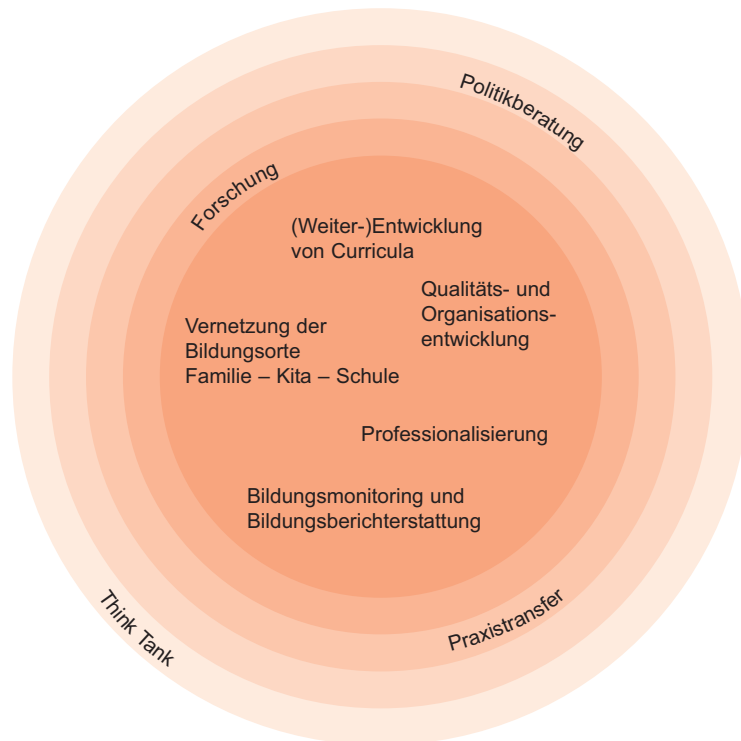 Politikberatung
Forschung
(Weiter-)Entwicklung
von Curricula
Qualitäts- und
Organisations-
entwicklung
Vernetzung der
Bildungsorte
Familie – Kita – Schule
Professionalisierung
Bildungsmonitoring und
Bildungsberichterstattung
Think Tank
Praxistransfer